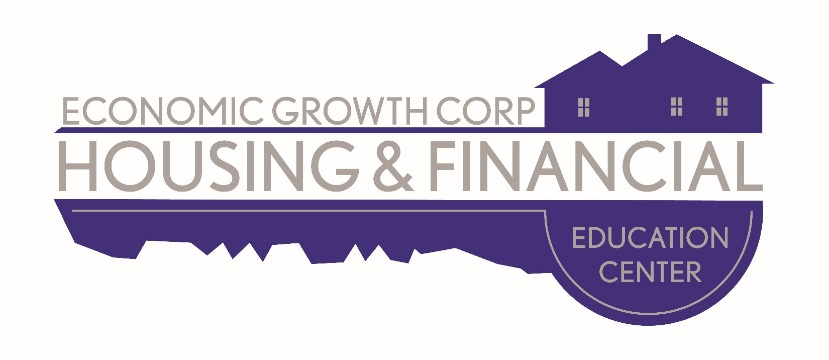 ECONOMIC GROWTH CORP
HOUSING & FINANCIAL
EDUCATION
CENTER